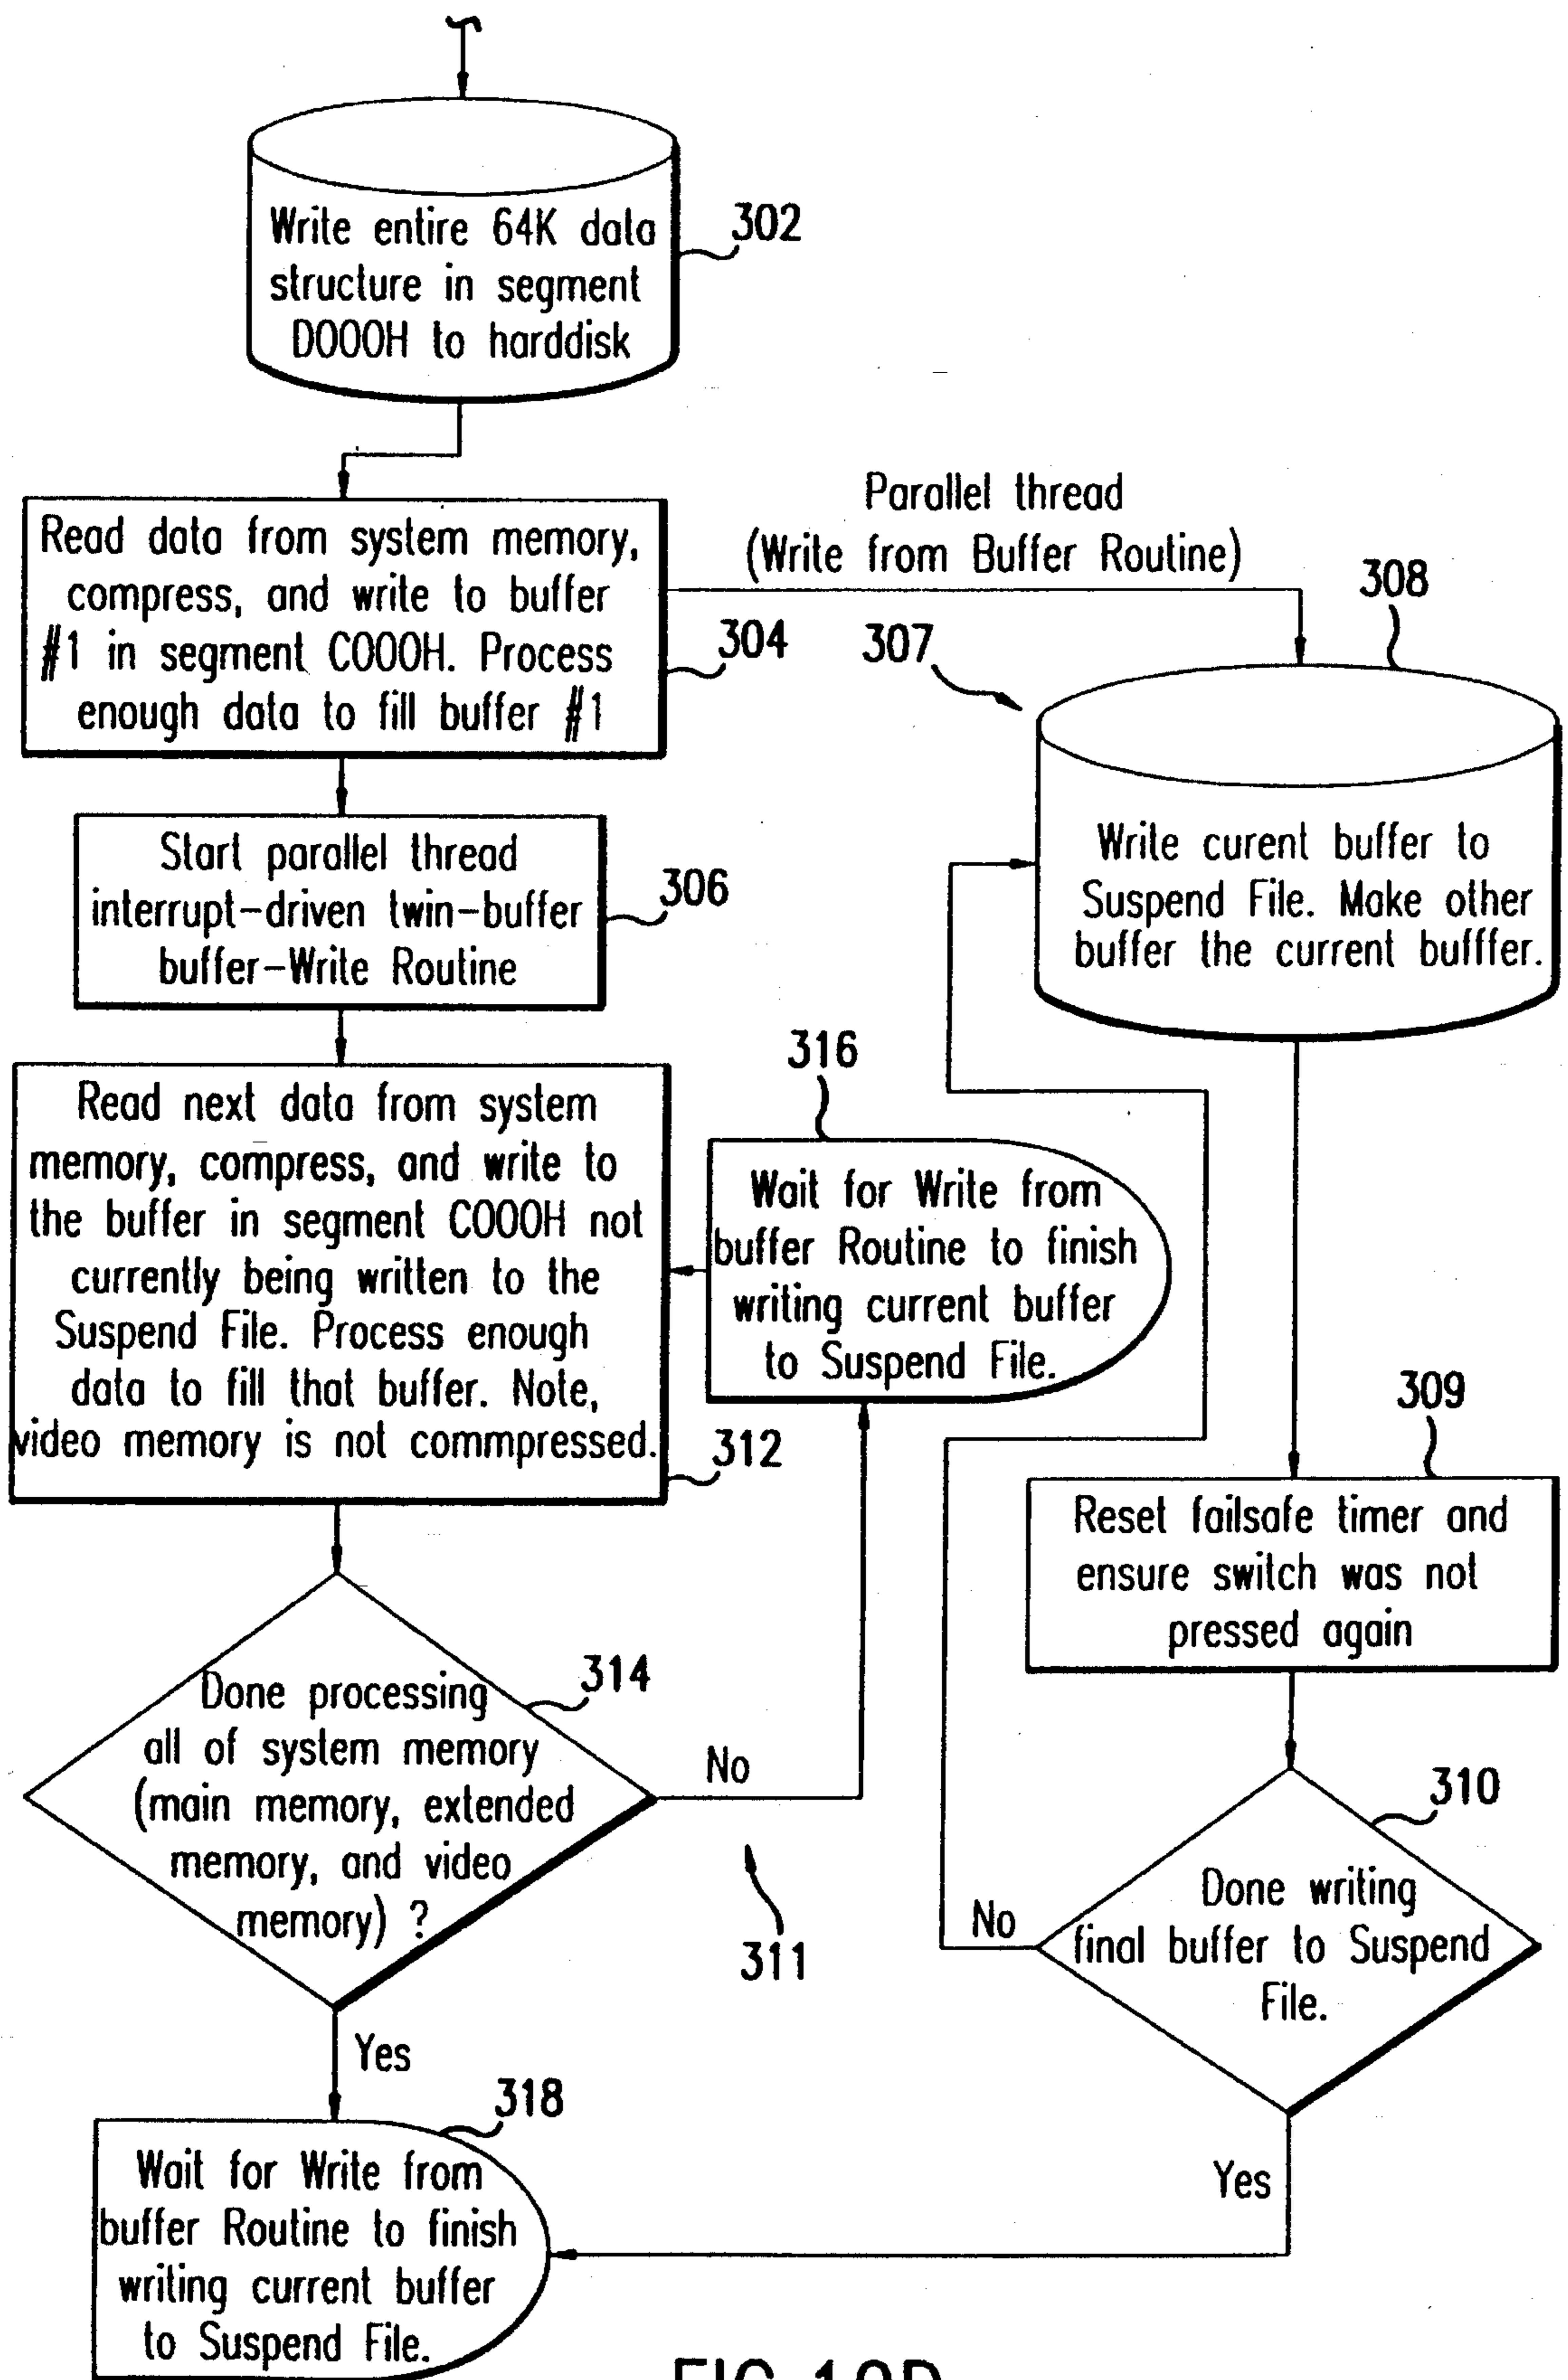 Write entire 64K data
structure in segment
D000H to harddisk
302
Read data from system memory,
compress, and write to buffer
#1 in segment C000H. Process
enough data to fill buffer #1
304
Parallel thread
(Write from Buffer Routine)
307
308
Write curent buffer to
Suspend File. Make other
buffer the current bufffer.
Start parallel thread
interrupt-driven twin-buffer
buffer-Write Routine
306
Read next data from system
memory, compress, and write to
the buffer in segment C000H not
currently being written to the
Suspend File. Process enough
data to fill that buffer. Note,
video memory is not commpressed.
312
316
Wait for Write from
buffer Routine to finish
writing current buffer
to Suspend File.
309
Reset failsafe timer and
ensure switch was not
pressed again
Done processing
all of system memory
(main memory, extended
memory, and video
memory) ?
314
No
311
310
Done writing
final buffer to Suspend
File.
No
Yes
318
Wait for Write from
buffer Routine to finish
writing current buffer
to Suspend File.
Yes